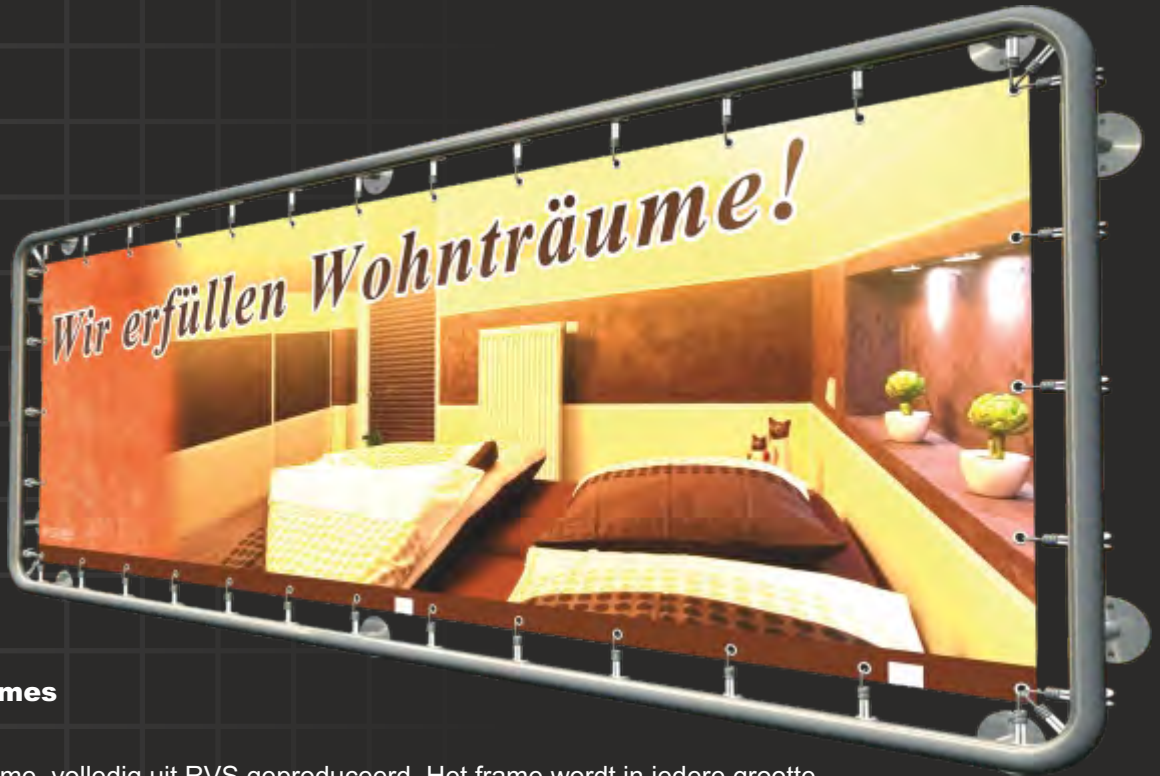 Wir erfüllen Wohnträume!
mes
me, volledig uit RVS geproduceerd. Het frame wordt in iedere grootte